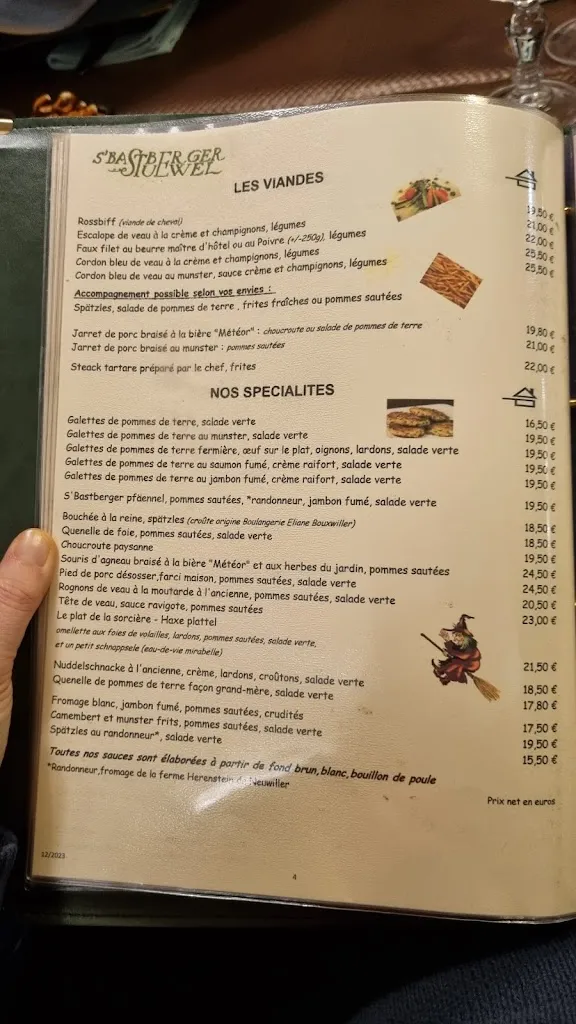 S'BASTBERGER
STUEWEL
LES VIANDES
Rossbiff (viande de cheval) 19,50 €
Escalope de veau à la crème et champignons, légumes 21,00 €
Faux filet au beurre maître d'hôtel ou au Poivre (+/-250g), légumes 22,00 €
Cordon bleu de veau à la crème et champignons, légumes 25,50 €
Cordon bleu de veau au munster, sauce crème et champignons, légumes 25,50 €
Accompagnement possible selon vos envies :
Spätzles, salade de pommes de terre , frites fraîches ou pommes sautées
Jarret de porc braisé à la bière "Météor" : choucroute ou salade de pommes de terre 19,80 €
Jarret de porc braisé au munster : pommes sautées 21,00 €
Steack tartare préparé par le chef, frites 22,00 €
NOS SPECIALITES
Galettes de pommes de terre, salade verte 16,50 €
Galettes de pommes de terre au munster, salade verte 19,50 €
Galettes de pommes de terre fermière, œuf sur le plat, oignons, lardons, salade verte 19,50 €
Galettes de pommes de terre au saumon fumé, crème raifort, salade verte 19,50 €
Galettes de pommes de terre au jambon fumé, crème raifort, salade verte 19,50 €
S'Bastberger pfäennel, pommes sautées, *randonneur, jambon fumé, salade verte 19,50 €
Bouchée à la reine, spätzles (croûte origine Boulangerie Eliane Bouxwiller) 18,50 €
Quenelle de foie, pommes sautées, salade verte 18,50 €
Choucroute paysanne 19,50 €
Souris d'agneau braisé à la bière "Météor" et aux herbes du jardin, pommes sautées 24,50 €
Pied de porc désosser,farci maison, pommes sautées, salade verte 24,50 €
Rognons de veau à la moutarde à l'ancienne, pommes sautées, salade verte 20,50 €
Tête de veau, sauce ravigote, pommes sautées 23,00 €
Le plat de la sorcière - Haxe plattel
omellette aux foies de volailles, lardons, pommes sautées, salade verte,
et un petit schnappsele (eau-de-vie mirabelle) 21,50 €
Nuddelschnacke à l'ancienne, crème, lardons, croûtons, salade verte 18,50 €
Quenelle de pommes de terre façon grand-mère, salade verte 17,80 €
Fromage blanc, jambon fumé, pommes sautées, crudités 17,50 €
Camembert et munster frits, pommes sautées, salade verte 19,50 €
Spätzles au randonneur*, salade verte 15,50 €
Toutes nos sauces sont élaborées à partir de fond brun,blanc,bouillon de poule
*Randonneur,fromage de la ferme Herenstein de Neuwiller
Prix net en euros
12/2023
4